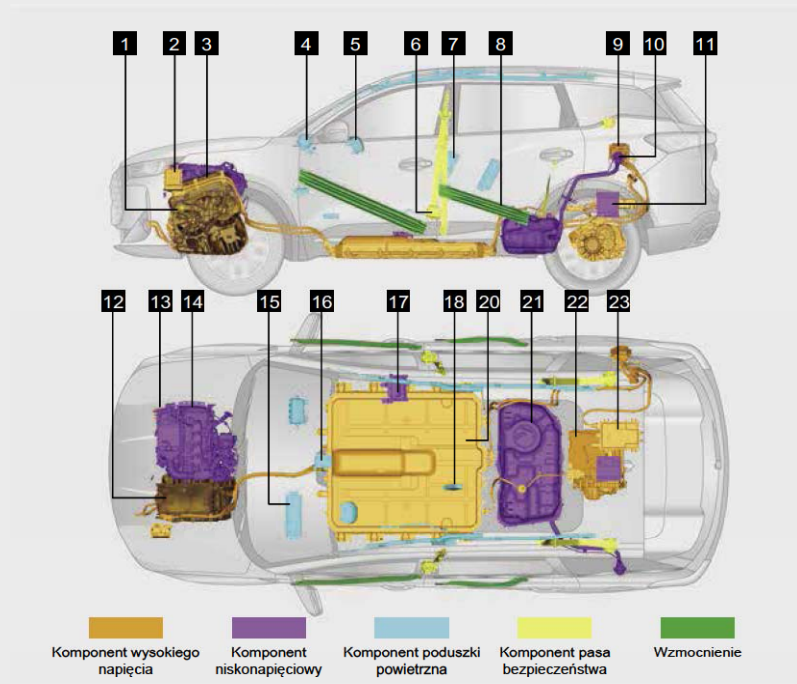 1 2 3 4 5 6 7 8 9 10 11
12 13 14 15 16 17 18 20 21 22 23
Komponent wysokiego
napięcia
Komponent
niskonapięciowy
Komponent poduszki
powietrzna
Komponent pasa
bezpieczeństwa
Wzmocnienie